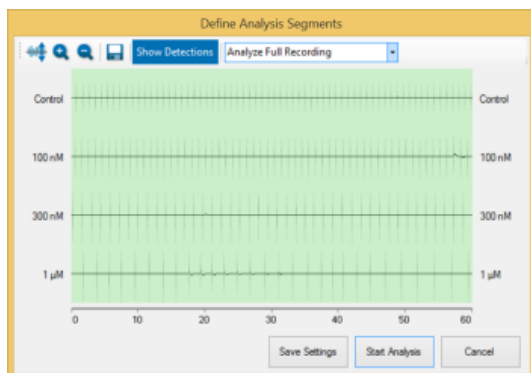 Define Analysis Segments
Show Detections Analyze Full Recording
Control Control
100 nM 100 nM
300 nM 300 nM
1 µM 1 µM
0 10 20 30 40 50 60
Save Settings Start Analysis Cancel